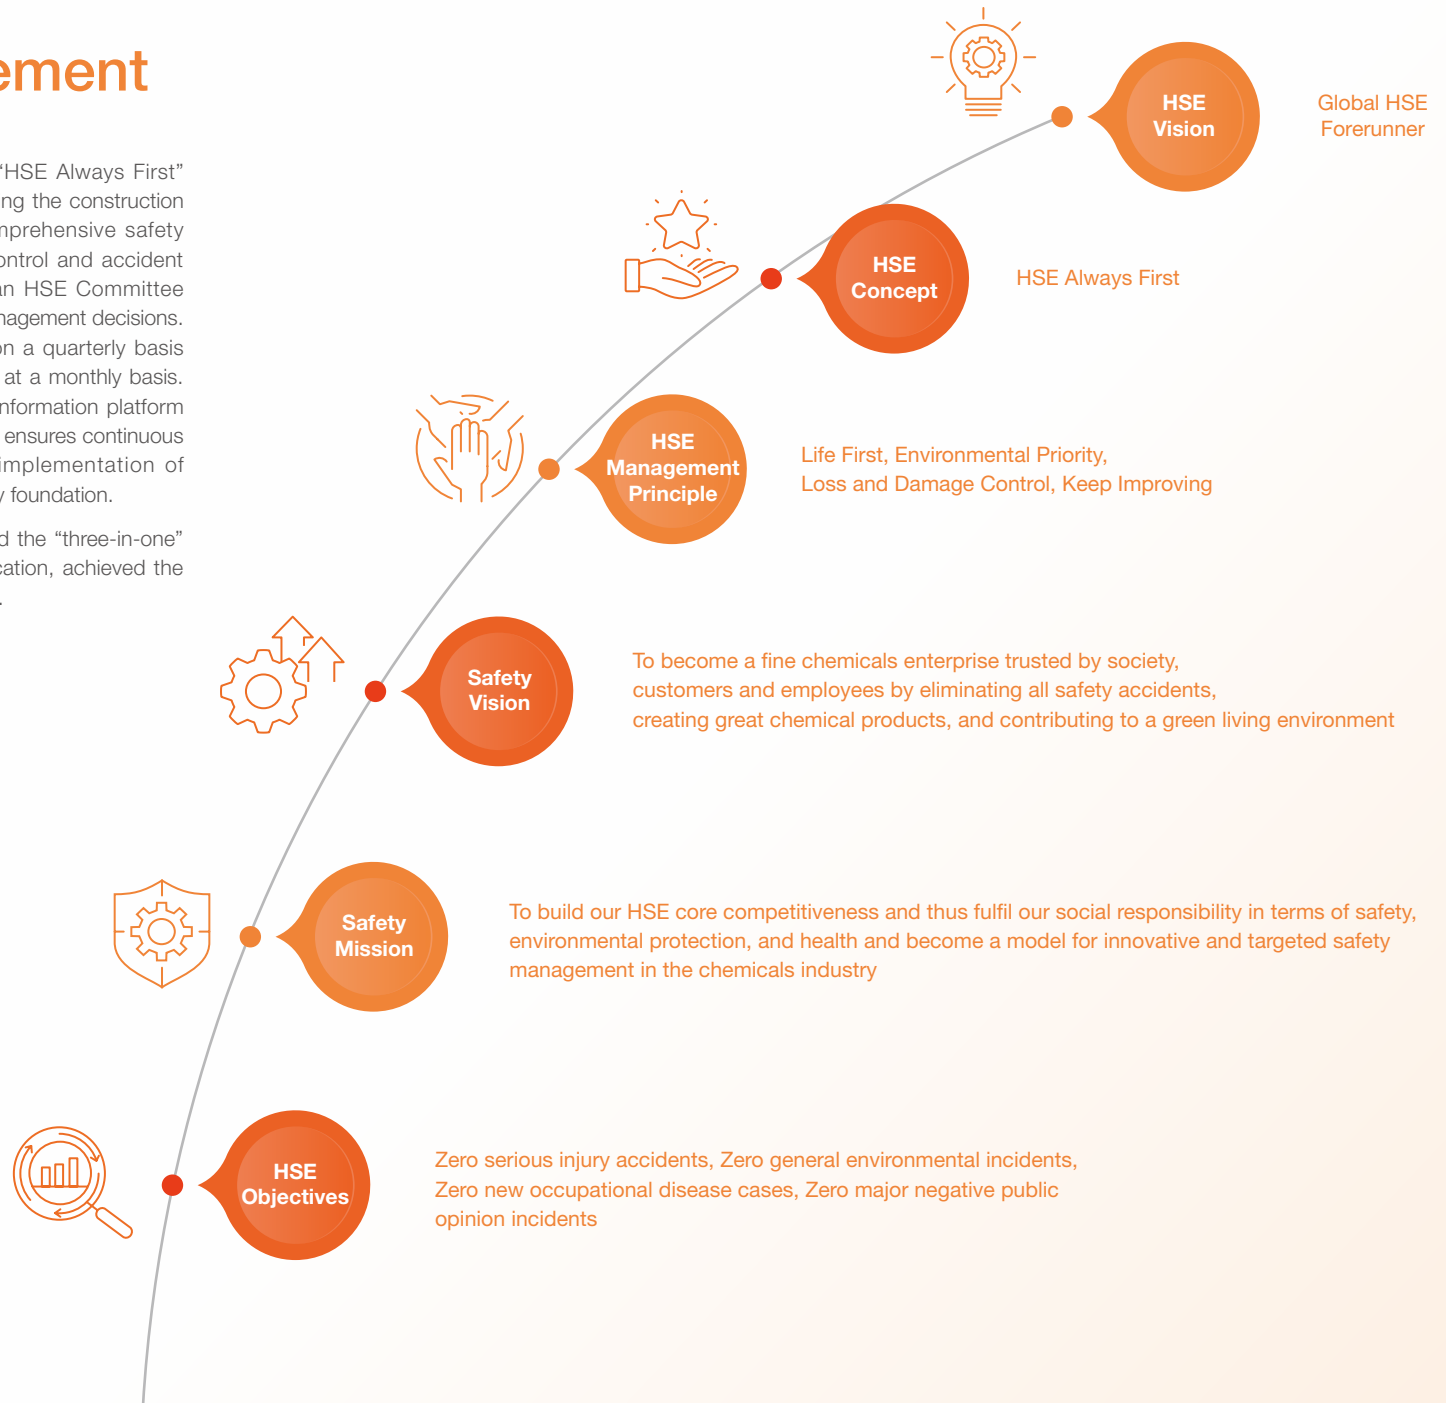 ement
“HSE Always First”
ing the construction
mprehensive safety
ontrol and accident
an HSE Committee
nagement decisions.
on a quarterly basis
at a monthly basis.
nformation platform
ensures continuous
implementation of
y foundation.
d the “three-in-one”
cation, achieved the
.
HSE
Vision
Global HSE
Forerunner
HSE
Concept
HSE Always First
HSE
Management
Principle
Life First, Environmental Priority,
Loss and Damage Control, Keep Improving
Safety
Vision
To become a fine chemicals enterprise trusted by society,
customers and employees by eliminating all safety accidents,
creating great chemical products, and contributing to a green living environment
Safety
Mission
To build our HSE core competitiveness and thus fulfil our social responsibility in terms of safety,
environmental protection, and health and become a model for innovative and targeted safety
management in the chemicals industry
HSE
Objectives
Zero serious injury accidents, Zero general environmental incidents,
Zero new occupational disease cases, Zero major negative public
opinion incidents